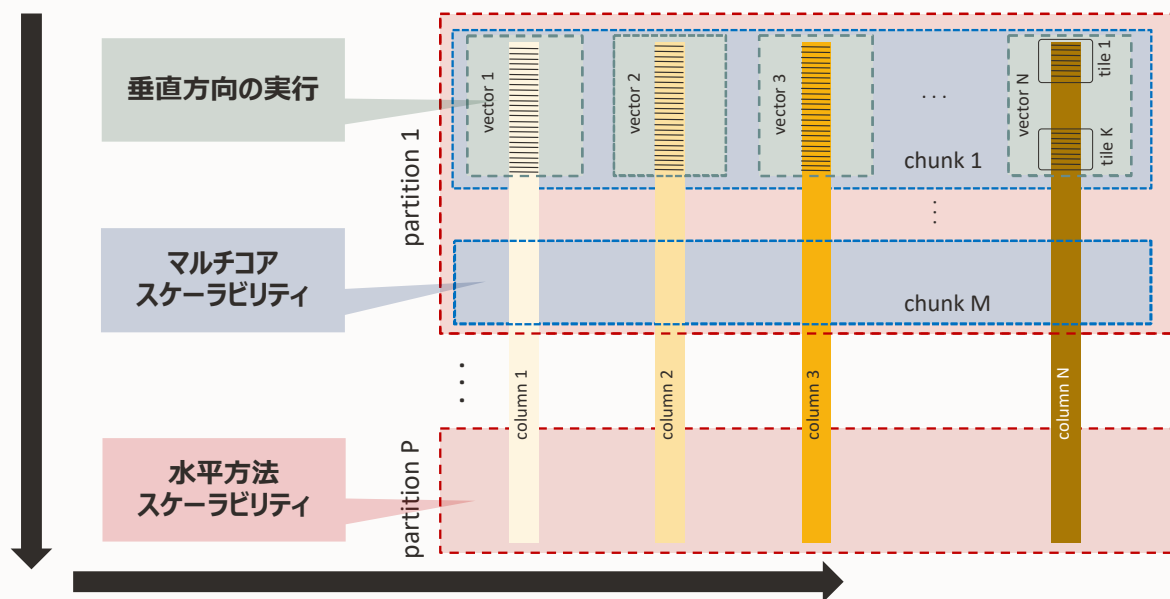 垂直方向の実行
マルチコア
スケーラビリティ
水平方法
スケーラビリティ
partition 1
vector 1
vector 2
vector 3
. . .
vector N
tile 1
tile K
chunk 1
. . .
chunk M
. . .
column 1
column 2
column 3
column N
partition P